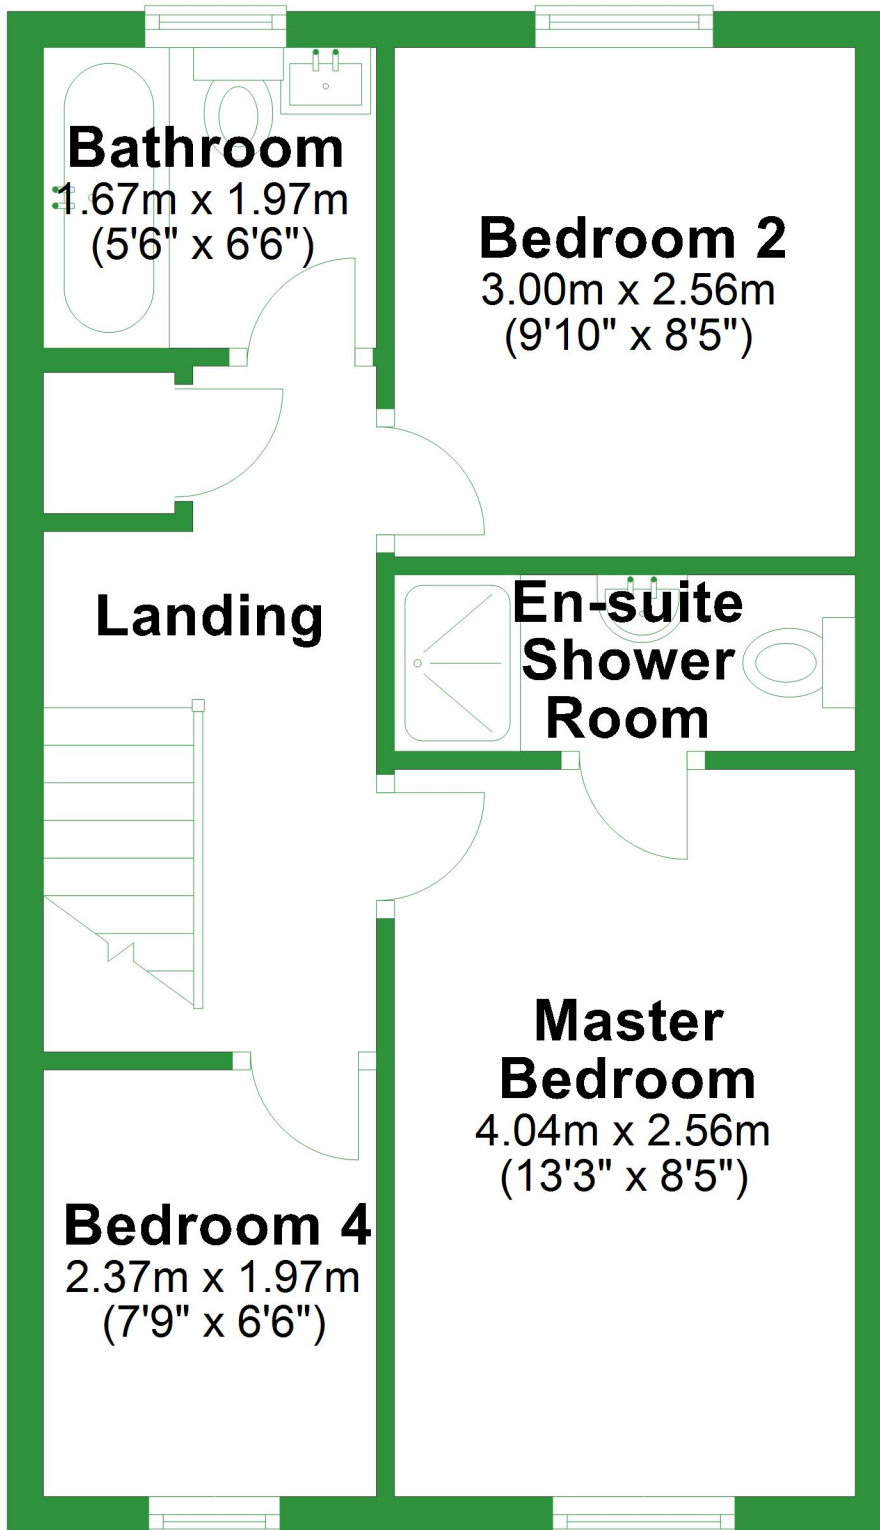 Bathroom
1.67m x 1.97m
(5'6" x 6'6")
Bedroom 2
3.00m x 2.56m
(9'10" x 8'5")
Landing
En-suite
Shower
Room
Master
Bedroom
4.04m x 2.56m
(13'3" x 8'5")
Bedroom 4
2.37m x 1.97m
(7'9" x 6'6")